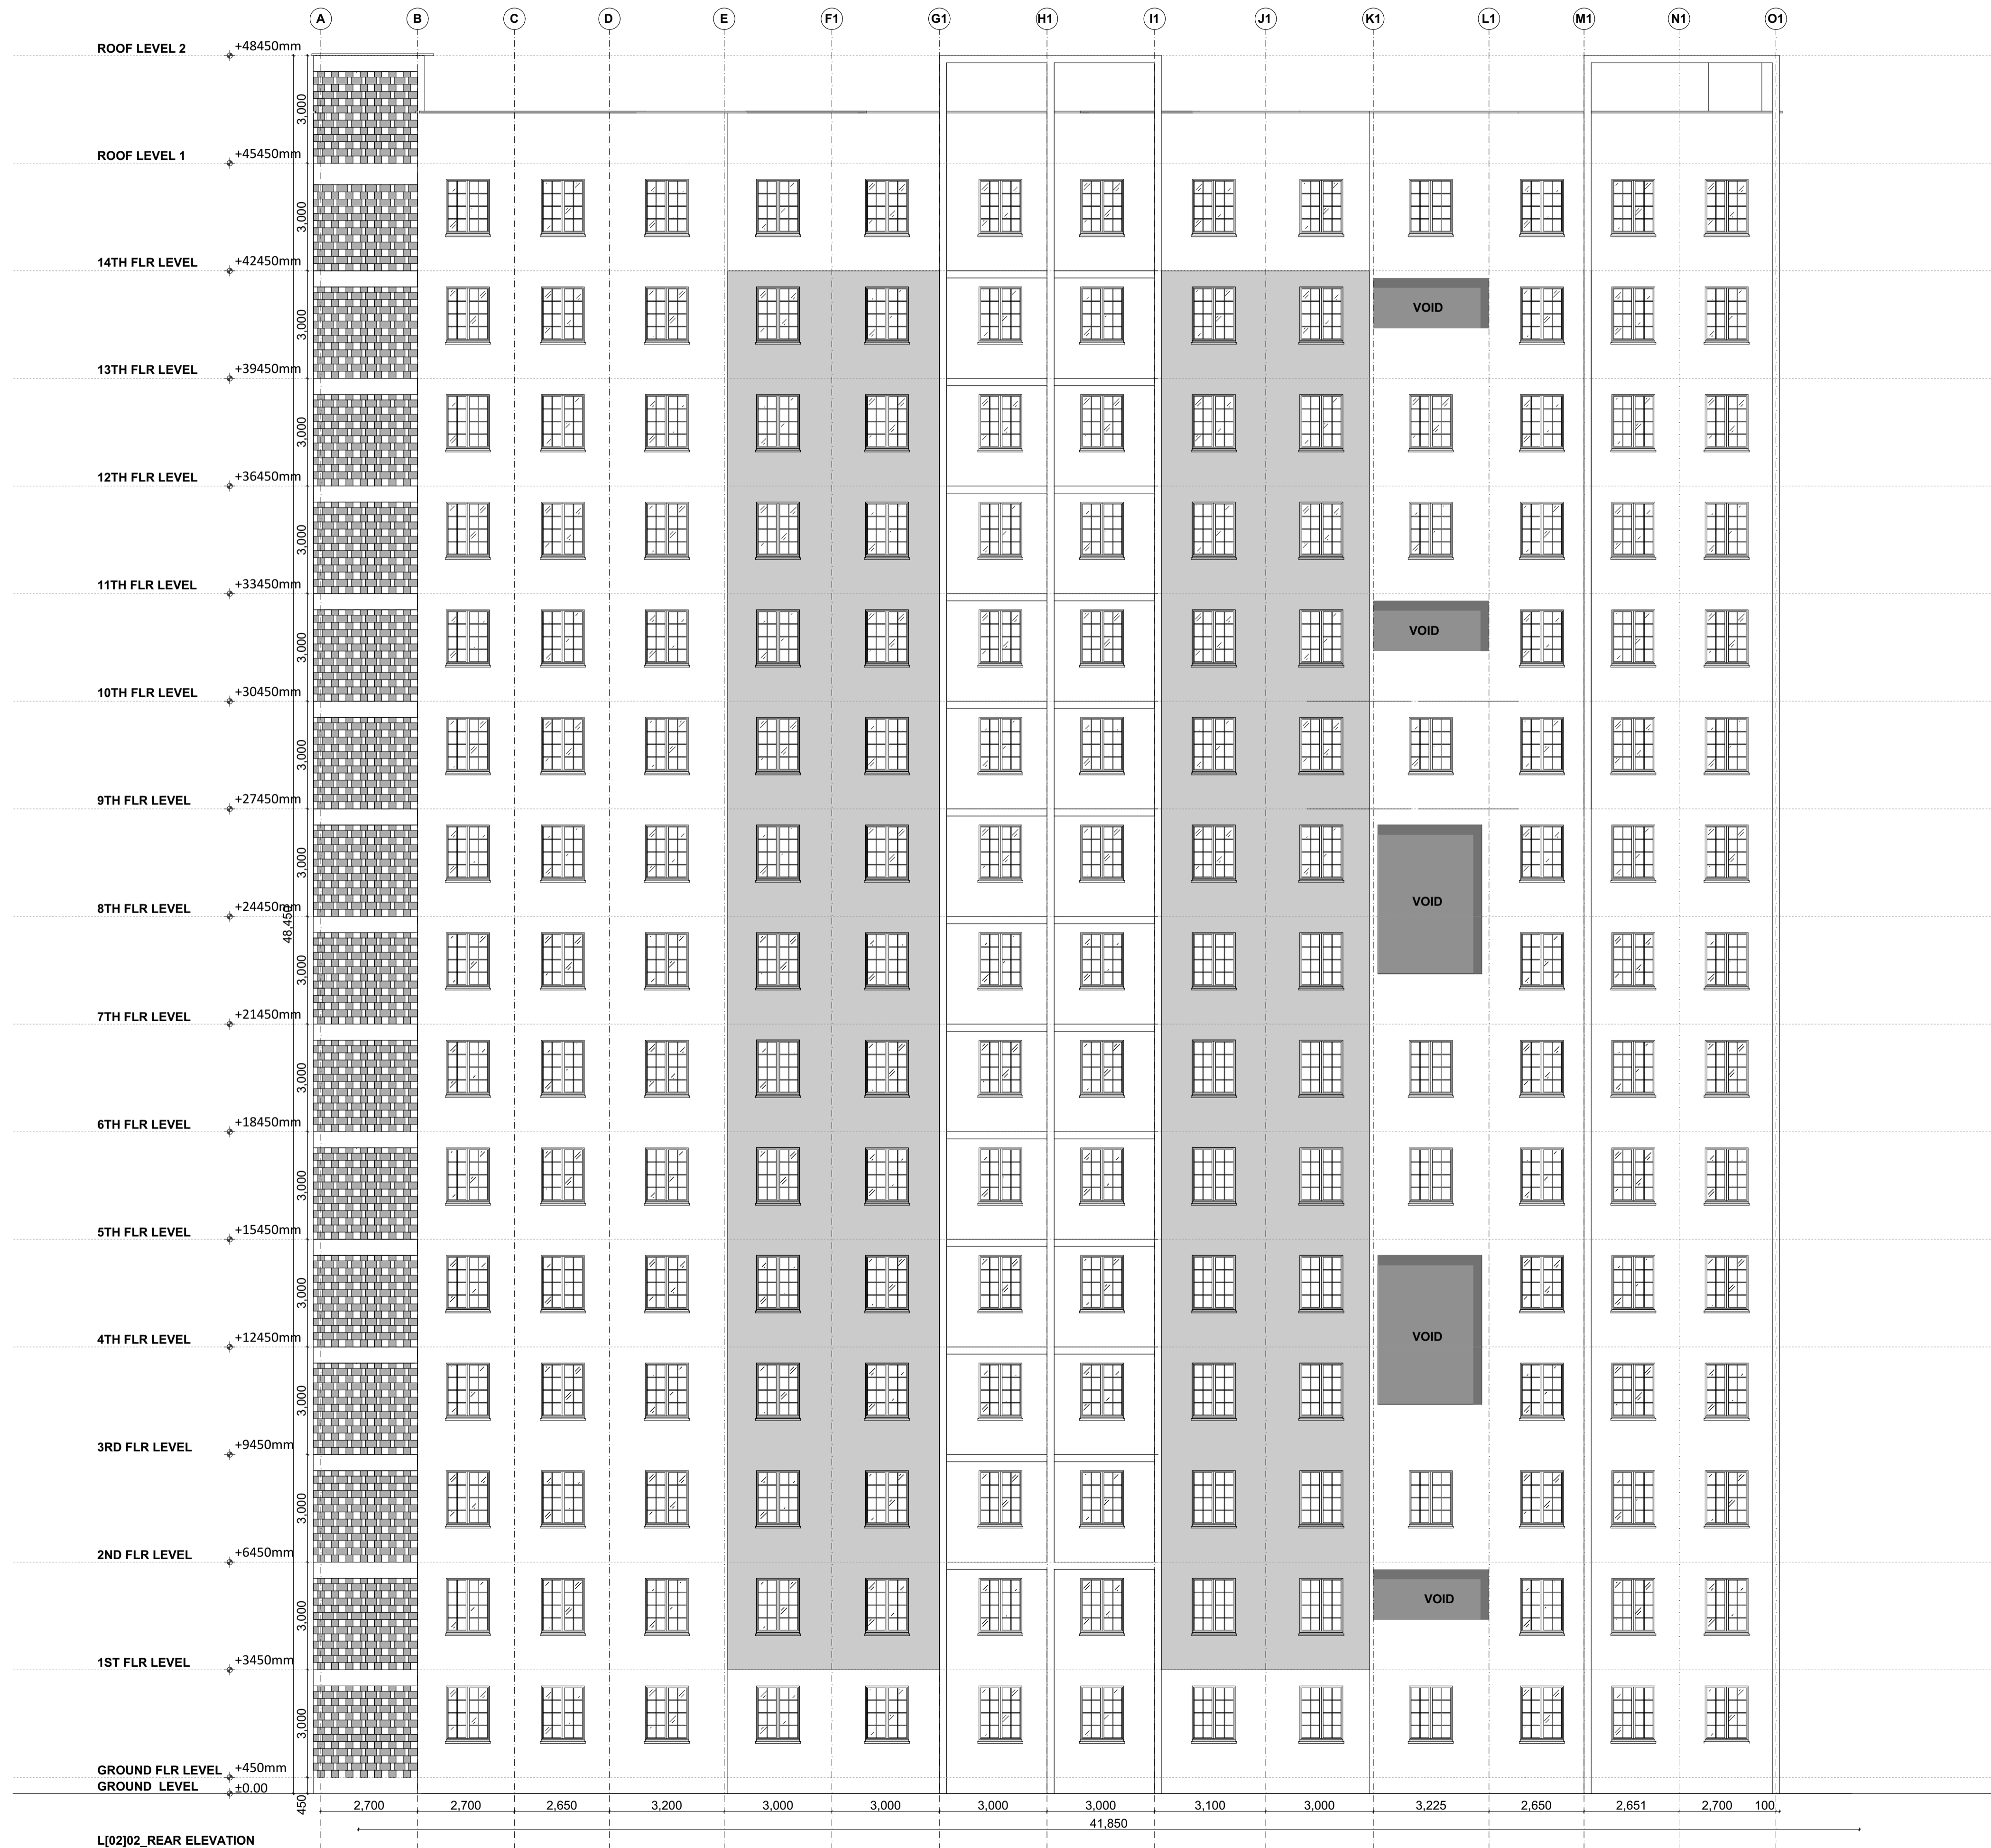 A B C D E F1 G1 H1 I1 J1 K1 L1 M1 N1 O1
ROOF LEVEL 2 +48450mm
3,000
ROOF LEVEL 1 +45450mm
3,000
14TH FLR LEVEL +42450mm
VOID
3,000
13TH FLR LEVEL +39450mm
3,000
12TH FLR LEVEL +36450mm
3,000
11TH FLR LEVEL +33450mm
VOID
3,000
10TH FLR LEVEL +30450mm
3,000
9TH FLR LEVEL +27450mm
3,000
VOID
8TH FLR LEVEL +24450mm
48,450
3,000
7TH FLR LEVEL +21450mm
3,000
6TH FLR LEVEL +18450mm
3,000
5TH FLR LEVEL +15450mm
3,000
VOID
4TH FLR LEVEL +12450mm
3,000
3RD FLR LEVEL +9450mm
3,000
2ND FLR LEVEL +6450mm
VOID
3,000
1ST FLR LEVEL +3450mm
3,000
GROUND FLR LEVEL +450mm
GROUND LEVEL ±0.00
450
2,700 2,700 2,650 3,200 3,000 3,000 3,000 3,000 3,100 3,000 3,225 2,650 2,651 2,700 100
41,850
L[02]02_REAR ELEVATION